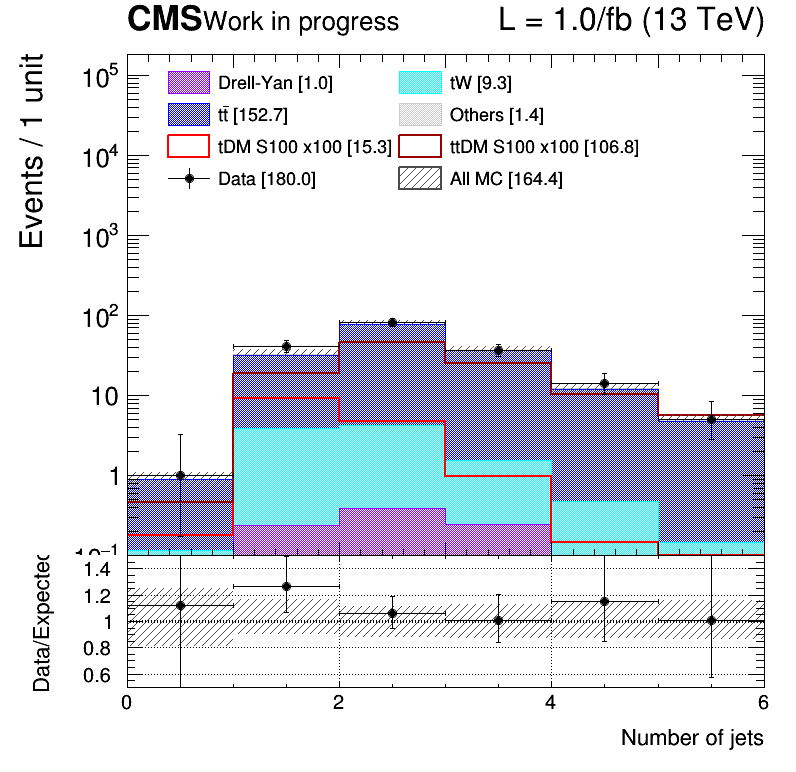 CMS Work in progress L = 1.0/fb (13 TeV)
Events / 1 unit
10⁵
10⁴
10³
10²
10
1
10⁻¹
Drell-Yan [1.0] tW [9.3]
tt̄ [152.7] Others [1.4]
tDM S100 x100 [15.3] ttDM S100 x100 [106.8]
Data [180.0] All MC [164.4]
Data/Expected
1.4
1.2
1
0.8
0.6
0 2 4 6
Number of jets